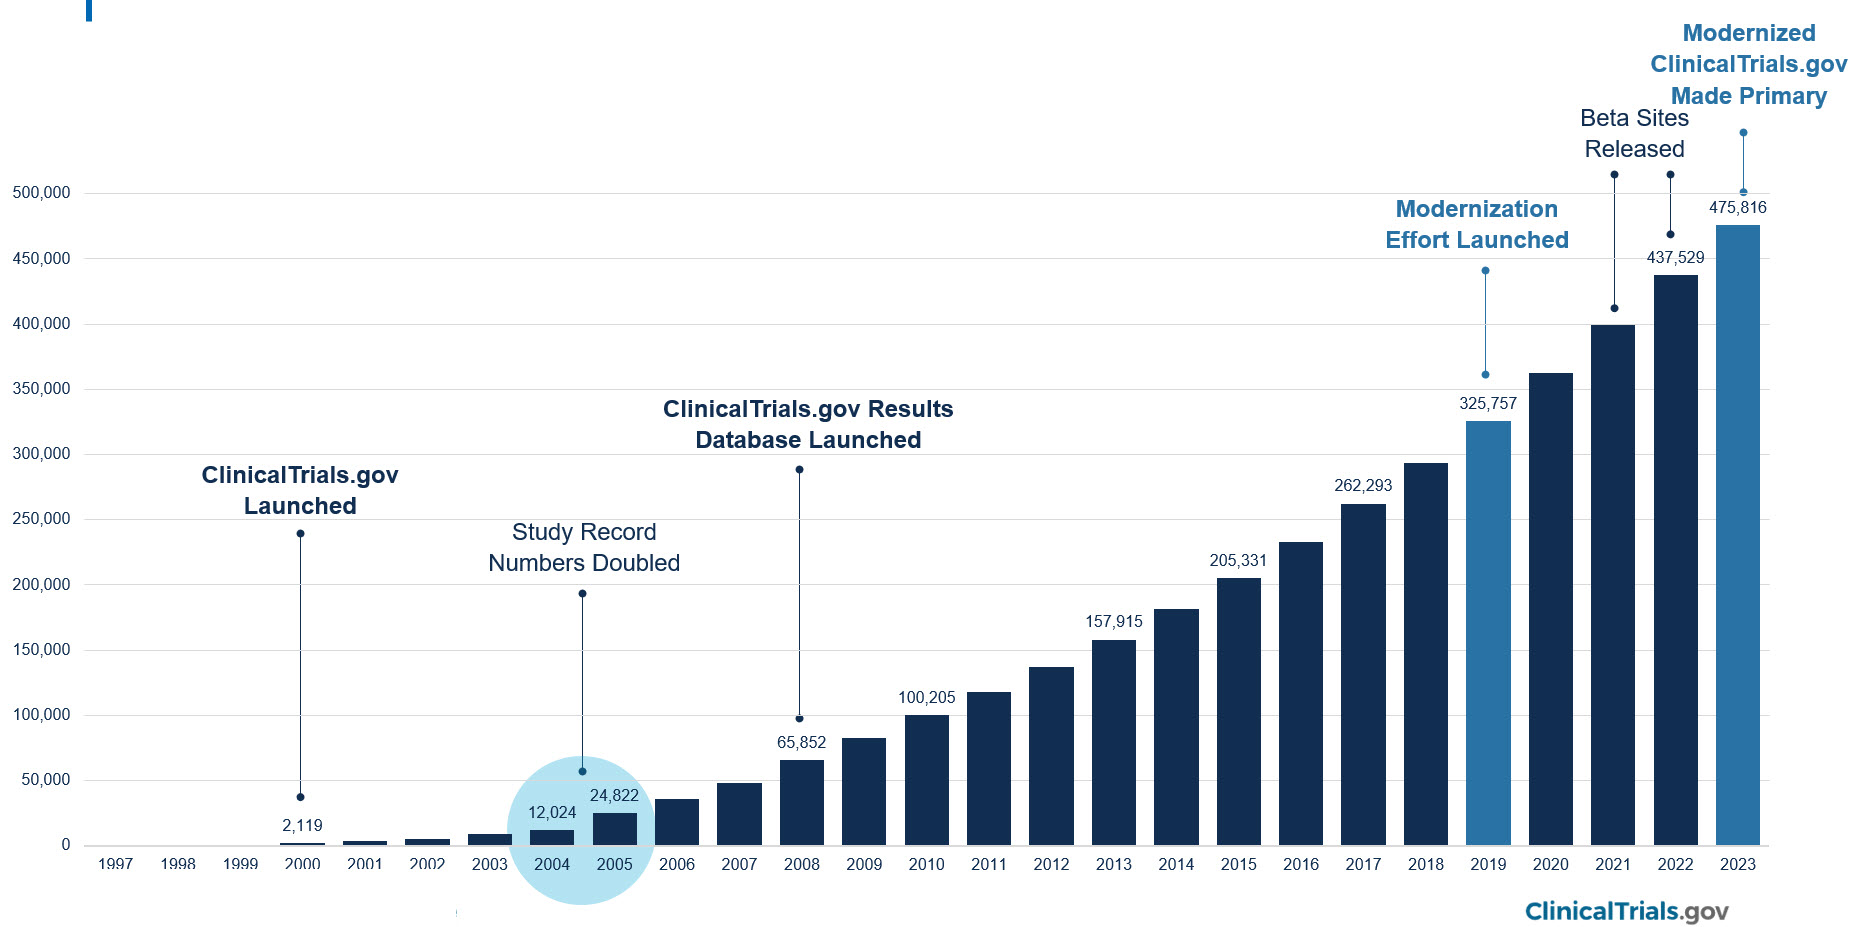 Modernized
ClinicalTrials.gov
Made Primary
Beta Sites
Released
500,000
Modernization
Effort Launched
475,816
450,000
437,529
400,000
350,000
325,757
ClinicalTrials.gov Results
Database Launched
300,000
ClinicalTrials.gov
Launched
262,293
250,000
Study Record
Numbers Doubled
205,331
200,000
157,915
150,000
100,205
100,000
65,852
50,000
24,822
12,024
2,119
0
1997 1998 1999 2000 2001 2002 2003 2004 2005 2006 2007 2008 2009 2010 2011 2012 2013 2014 2015 2016 2017 2018 2019 2020 2021 2022 2023
ClinicalTrials.gov